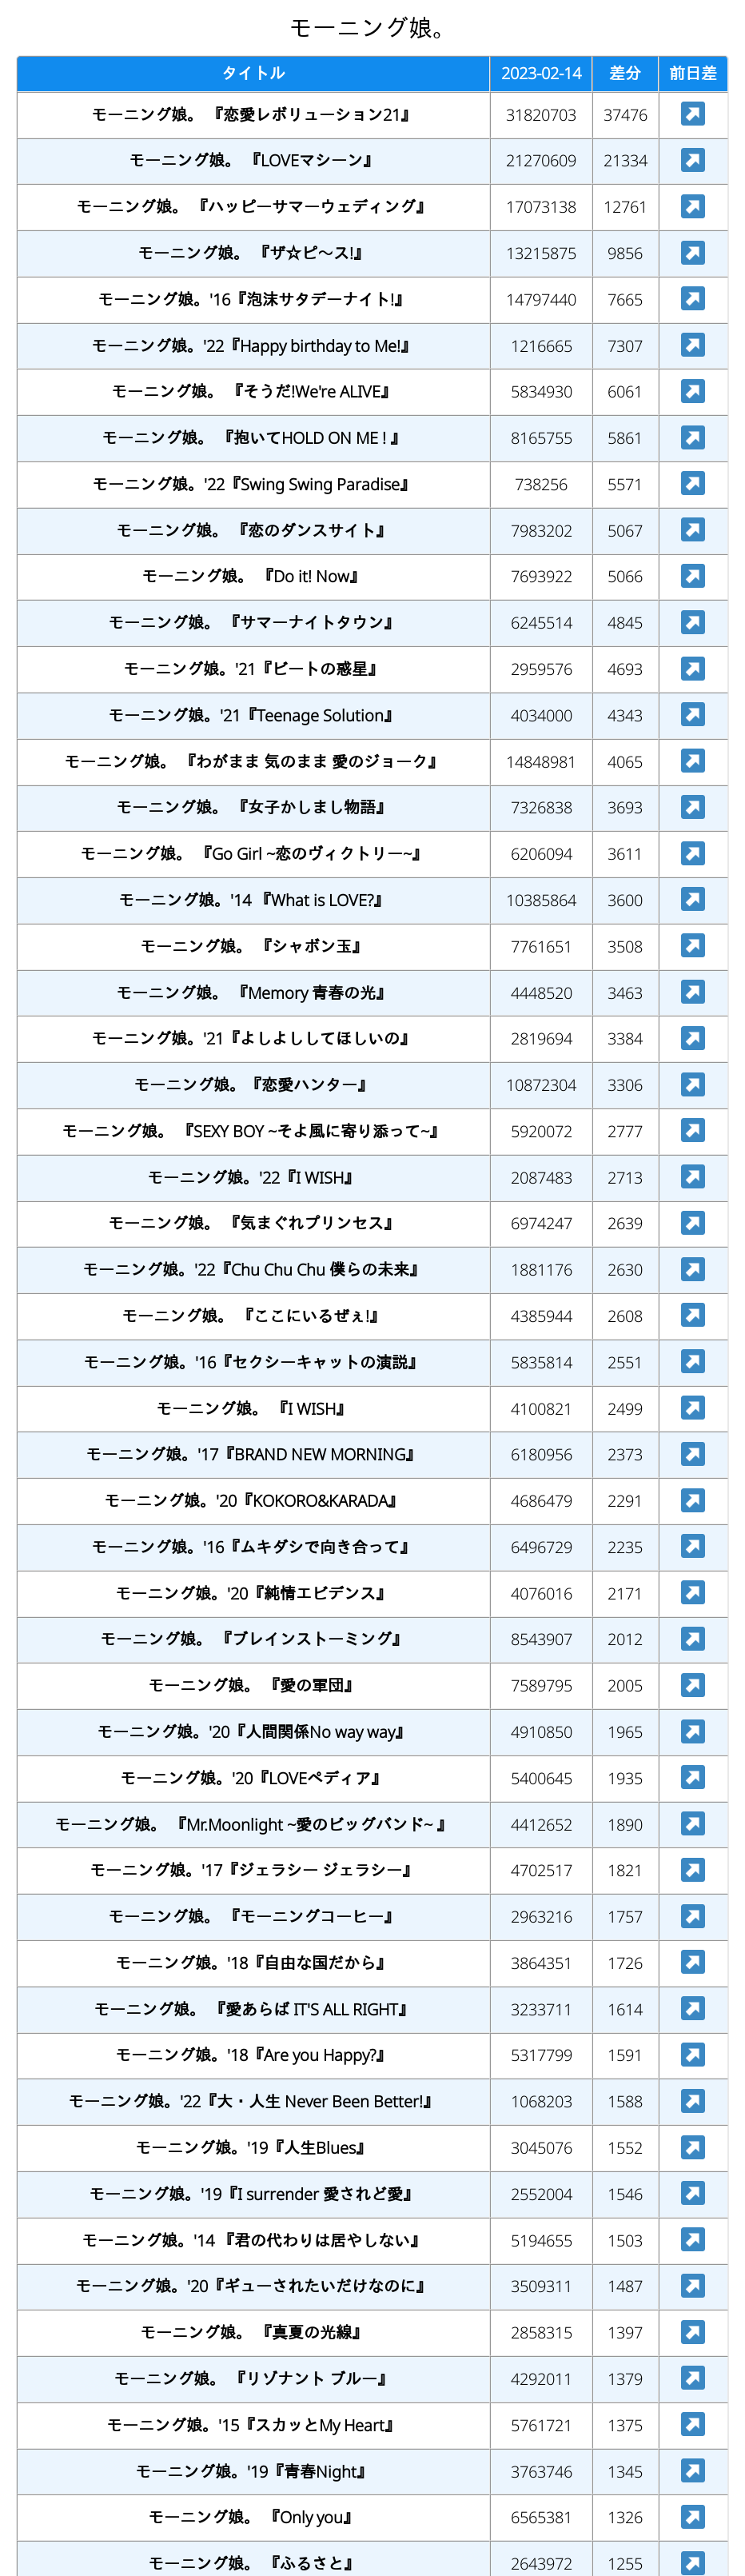 モーニング娘。
タイトル 2023-02-14 差分 前日差
モーニング娘。 『恋愛レボリューション21』 31820703 37476
モーニング娘。 『LOVEマシーン』 21270609 21334
モーニング娘。 『ハッピーサマーウェディング』 17073138 12761
モーニング娘。 『ザ☆ピ〜ス!』 13215875 9856
モーニング娘。'16『泡沫サタデーナイト!』 14797440 7665
モーニング娘。'22『Happy birthday to Me!』 1216665 7307
モーニング娘。 『そうだ!We're ALIVE』 5834930 6061
モーニング娘。 『抱いてHOLD ON ME ! 』 8165755 5861
モーニング娘。'22『Swing Swing Paradise』 738256 5571
モーニング娘。 『恋のダンスサイト』 7983202 5067
モーニング娘。 『Do it! Now』 7693922 5066
モーニング娘。 『サマーナイトタウン』 6245514 4845
モーニング娘。'21『ビートの惑星』 2959576 4693
モーニング娘。'21『Teenage Solution』 4034000 4343
モーニング娘。 『わがまま 気のまま 愛のジョーク』 14848981 4065
モーニング娘。 『女子かしまし物語』 7326838 3693
モーニング娘。 『Go Girl ~恋のヴィクトリー~』 6206094 3611
モーニング娘。'14 『What is LOVE?』 10385864 3600
モーニング娘。 『シャボン玉』 7761651 3508
モーニング娘。 『Memory 青春の光』 4448520 3463
モーニング娘。'21『よしよししてほしいの』 2819694 3384
モーニング娘。『恋愛ハンター』 10872304 3306
モーニング娘。 『SEXY BOY ~そよ風に寄り添って~』 5920072 2777
モーニング娘。'22『I WISH』 2087483 2713
モーニング娘。 『気まぐれプリンセス』 6974247 2639
モーニング娘。'22『Chu Chu Chu 僕らの未来』 1881176 2630
モーニング娘。 『ここにいるぜぇ!』 4385944 2608
モーニング娘。'16『セクシーキャットの演説』 5835814 2551
モーニング娘。 『I WISH』 4100821 2499
モーニング娘。'17『BRAND NEW MORNING』 6180956 2373
モーニング娘。'20『KOKORO&KARADA』 4686479 2291
モーニング娘。'16『ムキダシで向き合って』 6496729 2235
モーニング娘。'20『純情エビデンス』 4076016 2171
モーニング娘。 『ブレインストーミング』 8543907 2012
モーニング娘。 『愛の軍団』 7589795 2005
モーニング娘。'20『人間関係No way way』 4910850 1965
モーニング娘。'20『LOVEペディア』 5400645 1935
モーニング娘。 『Mr.Moonlight ~愛のビッグバンド~ 』 4412652 1890
モーニング娘。'17『ジェラシー ジェラシー』 4702517 1821
モーニング娘。 『モーニングコーヒー』 2963216 1757
モーニング娘。'18『自由な国だから』 3864351 1726
モーニング娘。 『愛あらば IT'S ALL RIGHT』 3233711 1614
モーニング娘。'18『Are you Happy?』 5317799 1591
モーニング娘。'22『大・人生 Never Been Better!』 1068203 1588
モーニング娘。'19『人生Blues』 3045076 1552
モーニング娘。'19『I surrender 愛されど愛』 2552004 1546
モーニング娘。'14 『君の代わりは居やしない』 5194655 1503
モーニング娘。'20『ギューされたいだけなのに』 3509311 1487
モーニング娘。 『真夏の光線』 2858315 1397
モーニング娘。 『リゾナント ブルー』 4292011 1379
モーニング娘。'15『スカッとMy Heart』 5761721 1375
モーニング娘。'19『青春Night』 3763746 1345
モーニング娘。 『Only you』 6565381 1326
モーニング娘。 『ふるさと』 2643972 1255